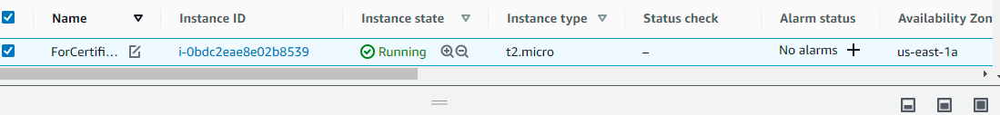 Name Instance ID Instance state Instance type Status check Alarm status Availability Zon
ForCertifi... i-0bdc2eae8e02b8539 Running t2.micro – No alarms + us-east-1a